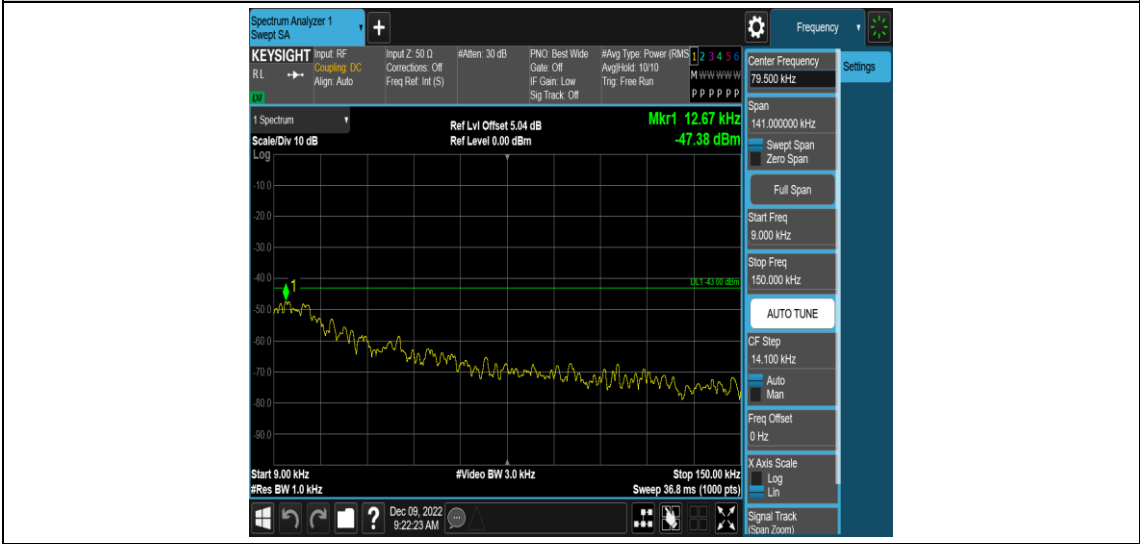 Spectrum Analyzer 1
Swept SA
+
Frequency
KEYSIGHT
RL
Input: RF
Coupling: DC
Align: Auto
Input Z: 50 Ω
Corrections: Off
Freq Ref: Int (S)
#Atten: 30 dB
PNO: Best Wide
Gate: Off
IF Gain: Low
Sig Track: Off
#Avg Type: Power (RMS
Avg|Hold: 10/10
Trig: Free Run
1 2 3 4 5 6
M W W W W W
P P P P P P
1 Spectrum
Scale/Div 10 dB
Log
Ref Lvl Offset 5.04 dB
Ref Level 0.00 dBm
Mkr1 12.67 kHz
-47.38 dBm
-10.0
-20.0
-30.0
-40.0
-50.0
-60.0
-70.0
-80.0
-90.0
1
DL1 -43.00 dBm
Start 9.00 kHz
#Res BW 1.0 kHz
#Video BW 3.0 kHz
Stop 150.00 kHz
Sweep 36.8 ms (1000 pts)
Center Frequency
79.500 kHz
Settings
Span
141.000000 kHz
Swept Span
Zero Span
Full Span
Start Freq
9.000 kHz
Stop Freq
150.000 kHz
AUTO TUNE
CF Step
14.100 kHz
Auto
Man
Freq Offset
0 Hz
X Axis Scale
Log
Lin
Signal Track
(Span Zoom)
?
Dec 09, 2022
9:22:23 AM